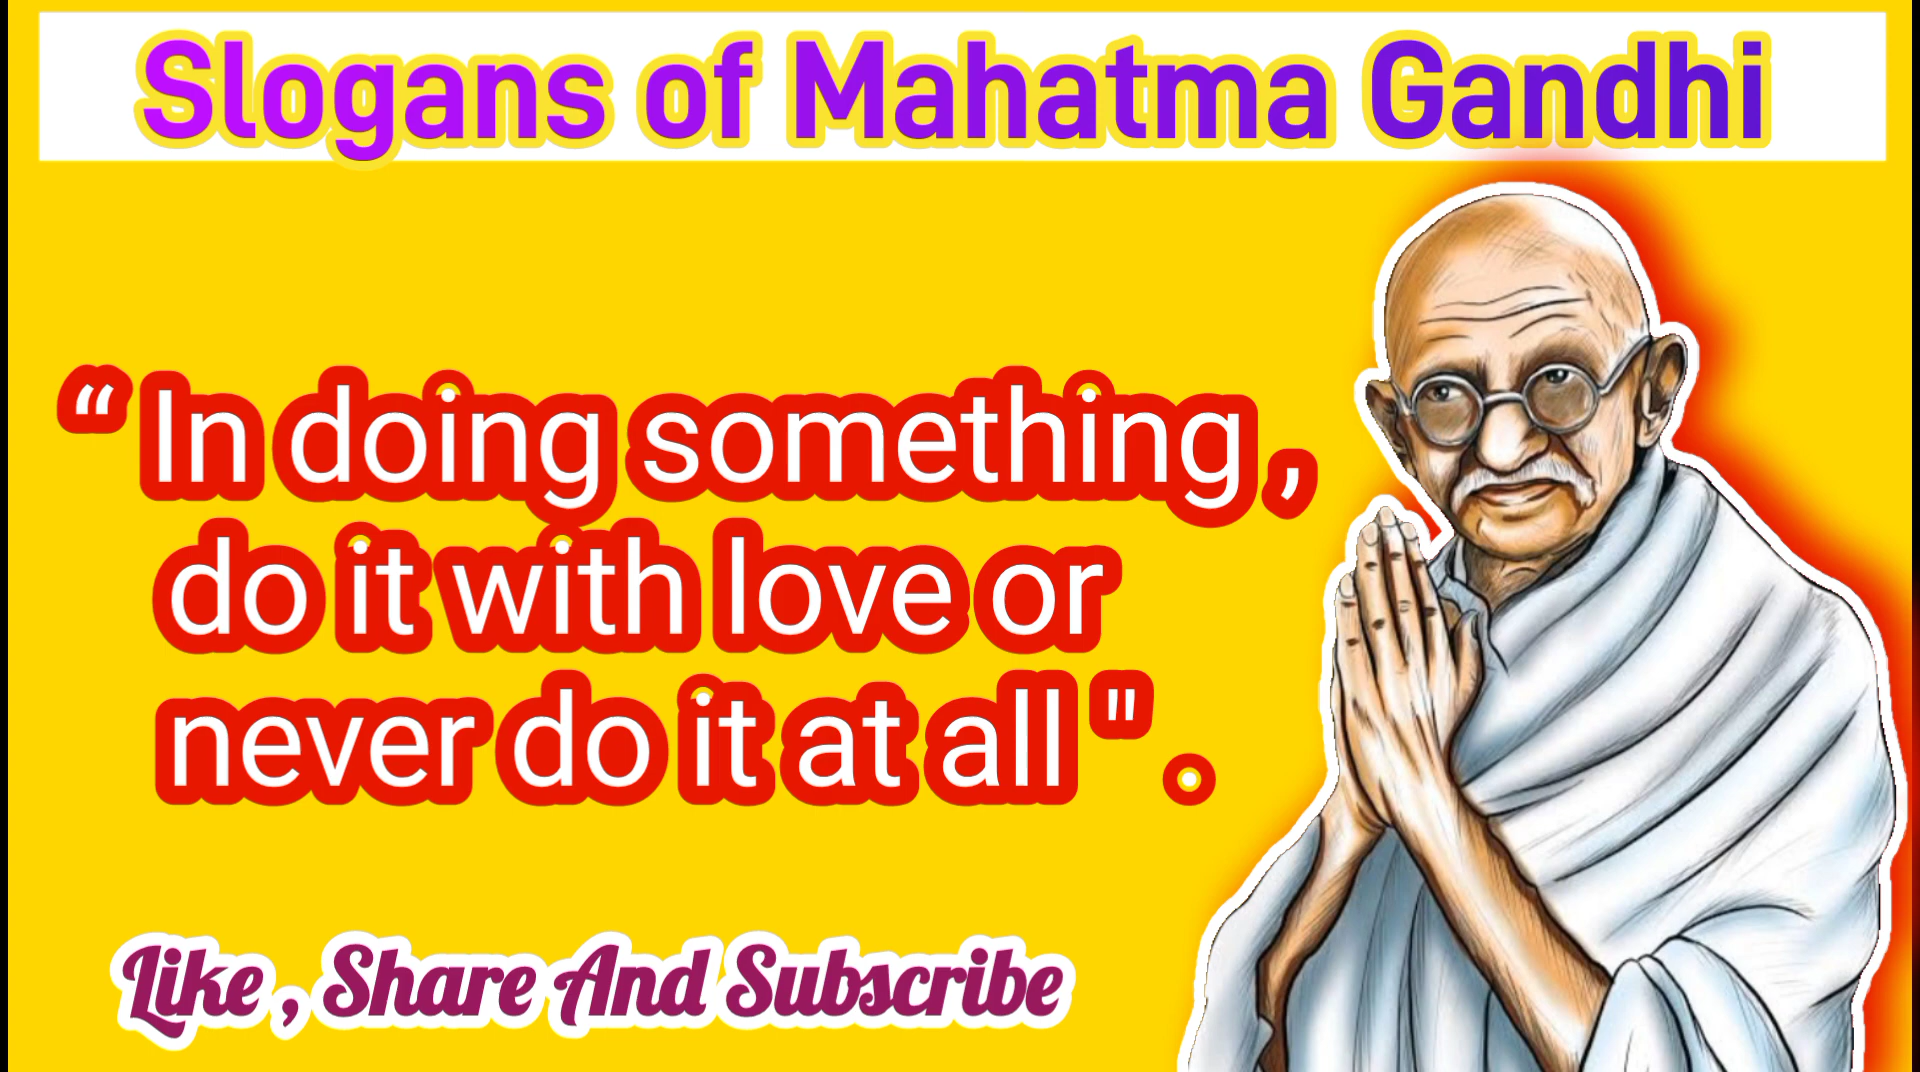 Slogans of Mahatma Gandhi
“ In doing something ,
do it with love or
never do it at all " .
Like , Share And Subscribe